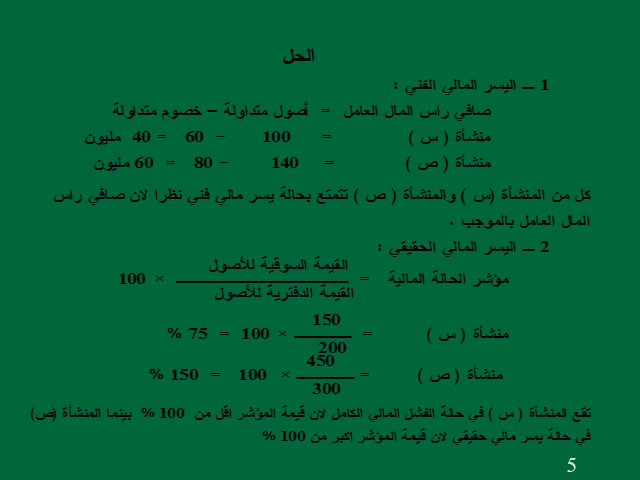 الحل
1 ــ اليسر المالي الفني :
صافي راس المال العامل = أصول متداولة – خصوم متداولة
منشأة ( س ) = 100 – 60 = 40 مليون
منشأة ( ص ) = 140 – 80 = 60 مليون
كل من المنشأة (س ) والمنشأة ( ص ) تتمتع بحالة يسر مالي فني نظرا لان صافي راس
المال العامل بالموجب .
2 ــ اليسر المالي الحقيقي :
القيمة السوقية للأصول
مؤشر الحالة المالية = ــــــــــــــــــــــ × 100
القيمة الدفترية للأصول
150
منشأة ( س ) = ــــــــ × 100 = 75 %
200
450
منشأة ( ص ) = ــــــــ × 100 = 150 %
300
تقع المنشأة ( س ) في حالة الفشل المالي الكامل لان قيمة المؤشر اقل من 100 % بينما المنشأة (ص)
في حالة يسر مالي حقيقي لان قيمة المؤشر اكبر من 100 %
5